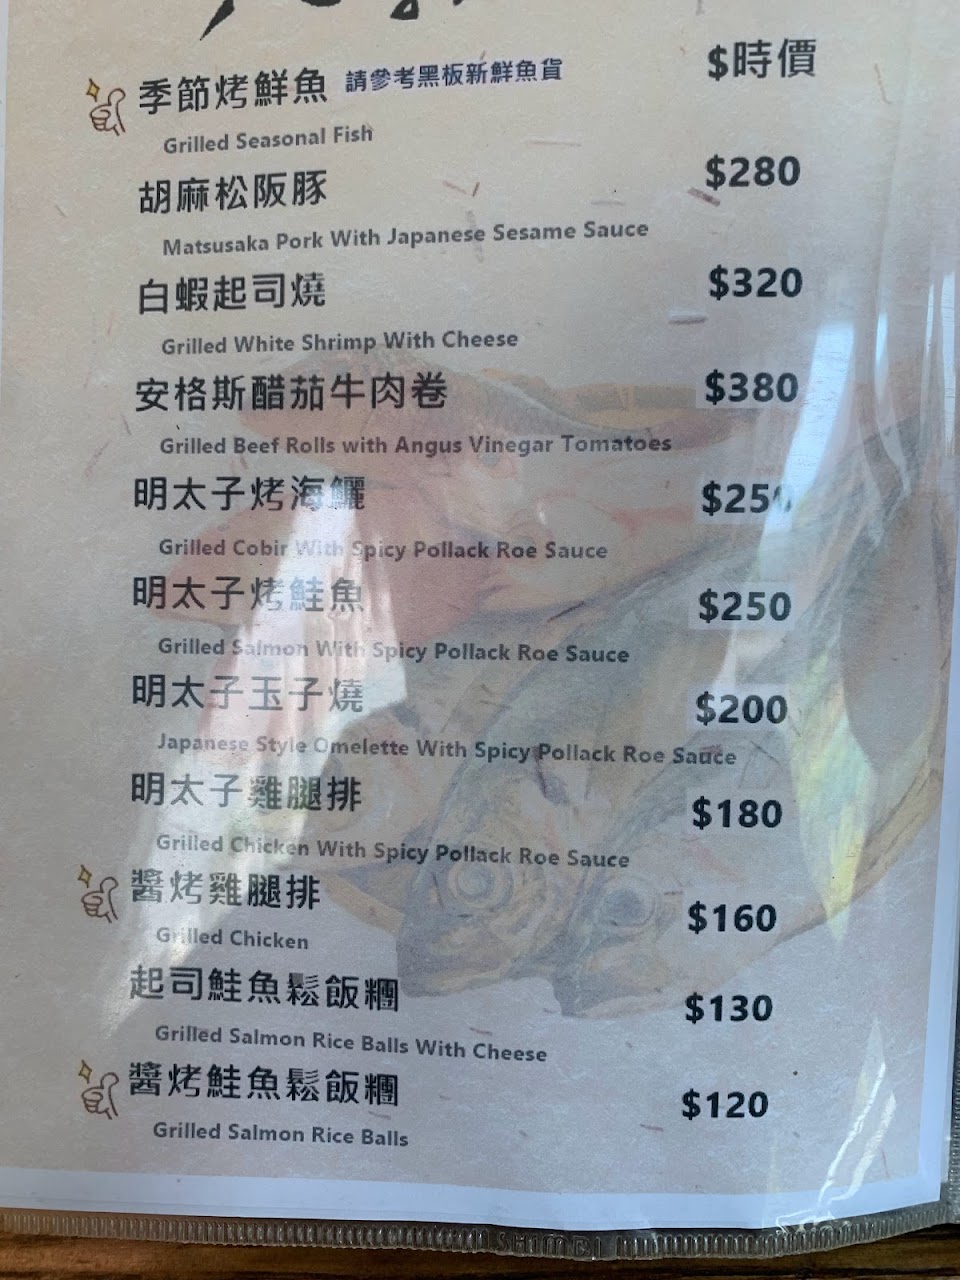 季節烤鮮魚 請參考黑板新鮮魚貨 $時價
Grilled Seasonal Fish
胡麻松阪豚 $280
Matsusaka Pork With Japanese Sesame Sauce
白蝦起司燒 $320
Grilled White Shrimp With Cheese
安格斯醋茄牛肉卷 $380
Grilled Beef Rolls with Angus Vinegar Tomatoes
明太子烤海鱺 $250
Grilled Cobir With Spicy Pollack Roe Sauce
明太子烤鮭魚 $250
Grilled Salmon With Spicy Pollack Roe Sauce
明太子玉子燒 $200
Japanese Style Omelette With Spicy Pollack Roe Sauce
明太子雞腿排 $180
Grilled Chicken With Spicy Pollack Roe Sauce
醬烤雞腿排 $160
Grilled Chicken
起司鮭魚鬆飯糰 $130
Grilled Salmon Rice Balls With Cheese
醬烤鮭魚鬆飯糰 $120
Grilled Salmon Rice Balls